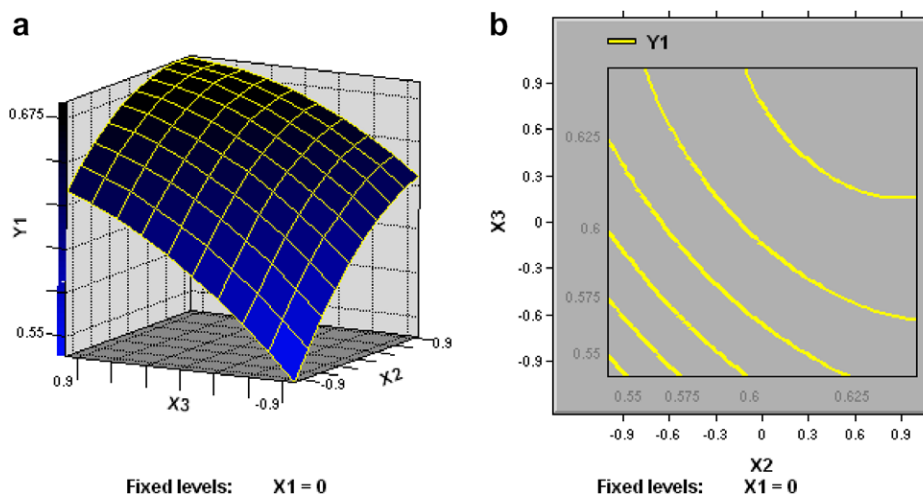 a
0.675
Y1
0.55
0.9
X3
-0.9
-0.9
X2
0.9
Fixed levels: X1 = 0
b
Y1
0.9
0.6
0.3
0
-0.3
-0.6
-0.9
X3
0.625
0.6
0.575
0.55
0.55 0.575 0.6 0.625
-0.9 -0.6 -0.3 0 0.3 0.6 0.9
X2
Fixed levels: X1 = 0